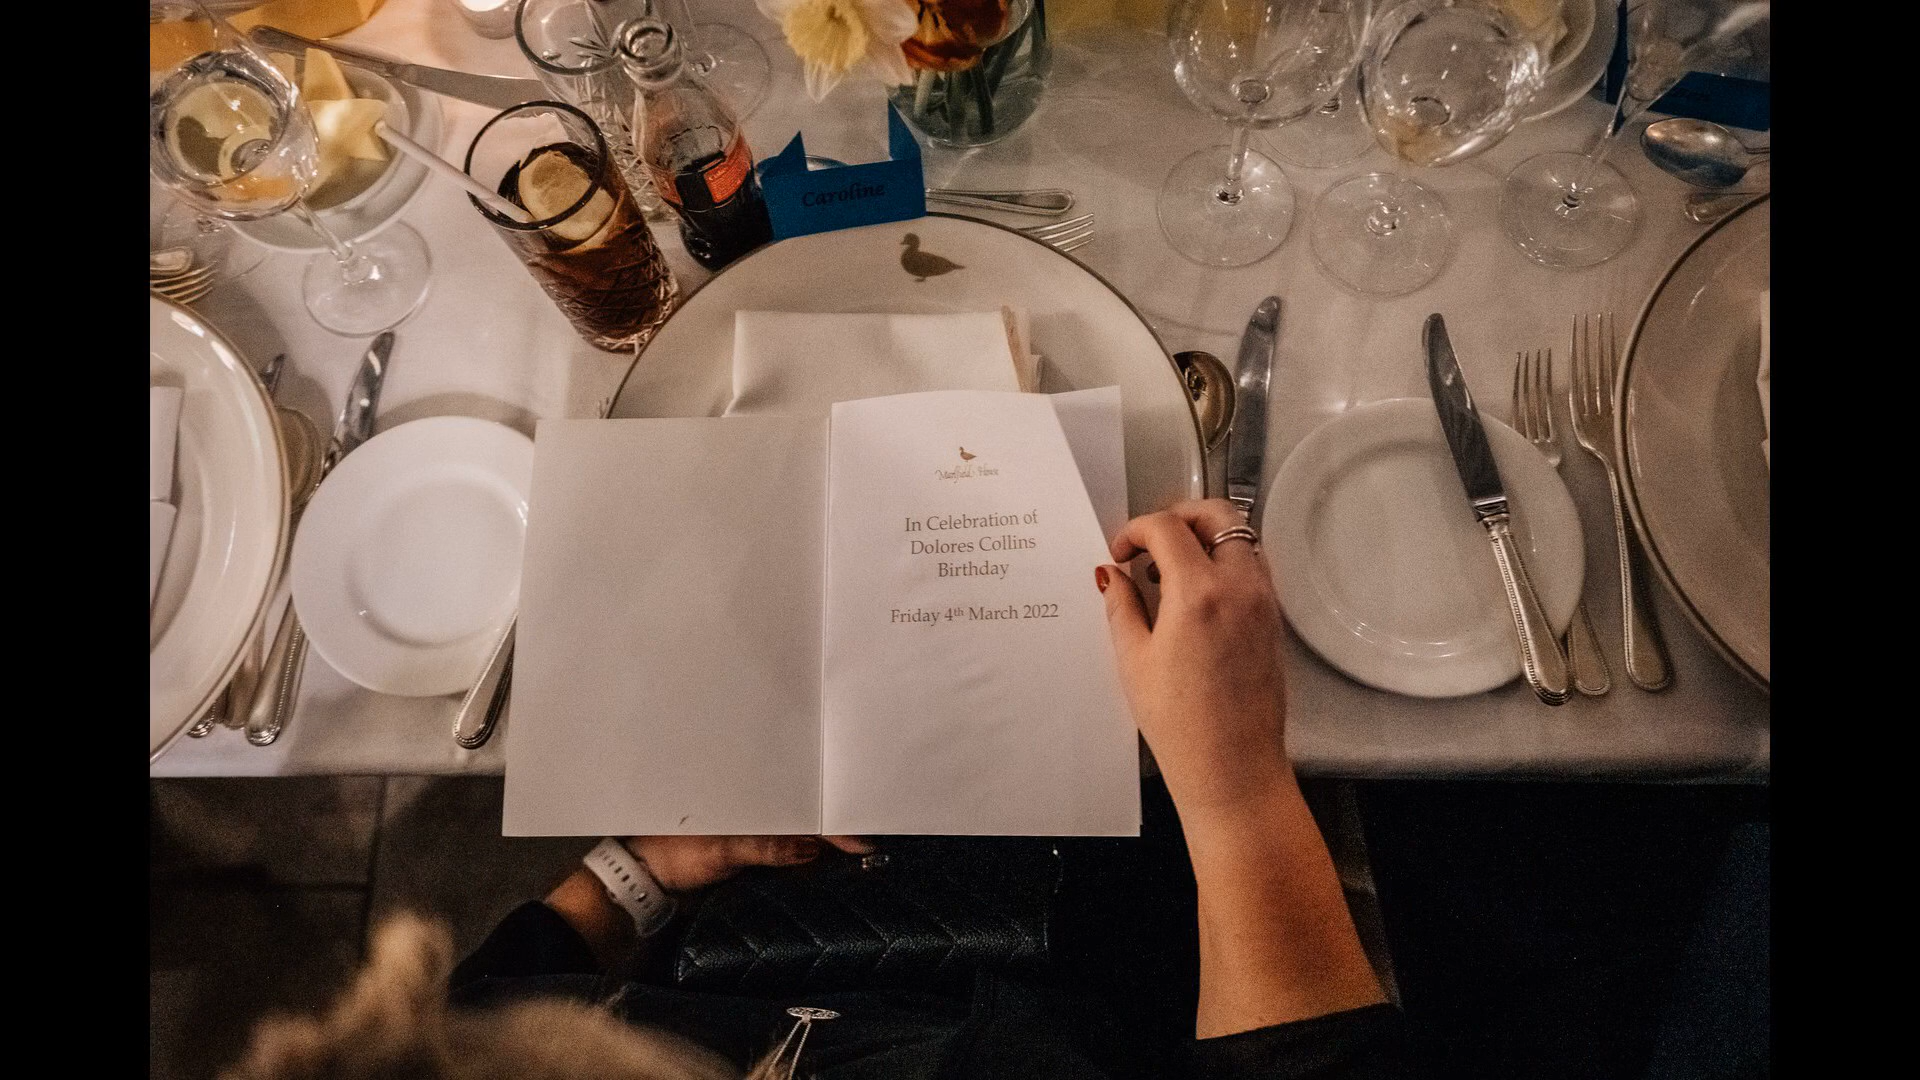 Caroline
In Celebration of
Dolores Collins
Birthday
Friday 4th March 2022